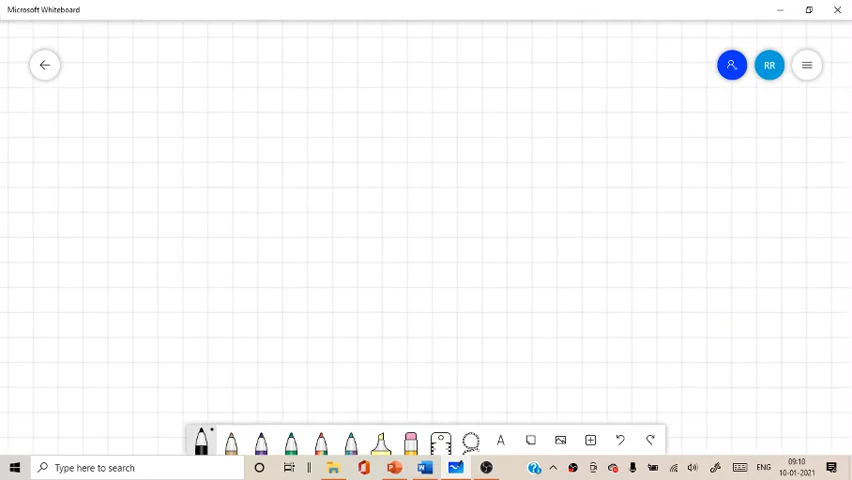 Microsoft Whiteboard
RR
A
Type here to search
ENG
09:10
10-01-2021